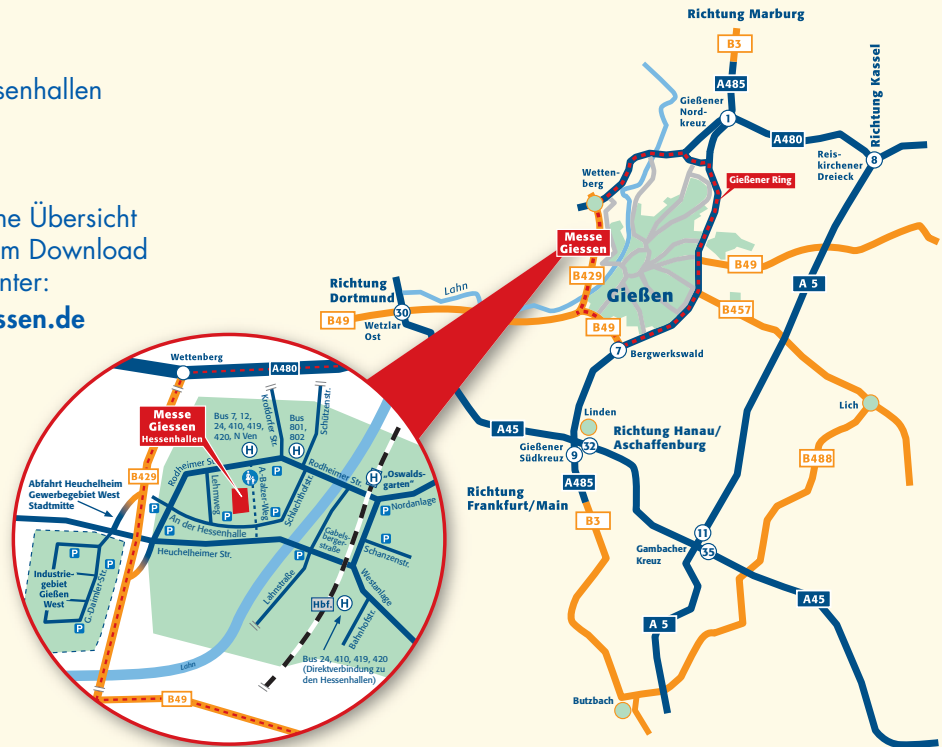 senhallen
ne Übersicht
m Download
nter:
ssen.de
Richtung Marburg
B3
A485
Gießener
Nord-
kreuz
1
A480
Richtung Kassel
Reis-
kirchener
Dreieck
8
Wetten-
berg
Gießener Ring
Messe
Giessen
B429
B49
A 5
Gießen
B457
Richtung
Dortmund
Lahn
30
B49
Wetzlar
Ost
B49
7
Bergwerkswald
Lich
Linden
A45
Richtung Hanau/
Aschaffenburg
32
Gießener
Südkreuz
9
B488
A485
Richtung
Frankfurt/Main
B3
11
Gambacher
Kreuz
35
A45
A 5
Butzbach
Wettenberg
A480
Messe
Giessen
Hessenhallen
Bus 7, 12,
24, 410, 419,
420, N Ven
H
Krofdorfer Str.
Bus
801,
802
H
Schützenstr.
B429
Rodheimer Str.
Lehmweg
A-Balzer-Weg
P
Schlachthofstr.
Rodheimer Str.
H
„Oswalds-
garten“
P
Nordanlage
Abfahrt Heuchelheim
Gewerbegebiet West
Stadtmitte
P
P
An der Hessenhalle
P
Heuchelheimer Str.
Gabels-
berger-
straße
P
Schanzenstr.
P
P
P
Industrie-
gebiet
Gießen
West
G.-Daimler-Str.
P
Lahnstraße
Westanlage
Hbf.
H
Bahnhofstr.
Bus 24, 410, 419, 420
(Direktverbindung zu
den Hessenhallen)
Lahn
B49